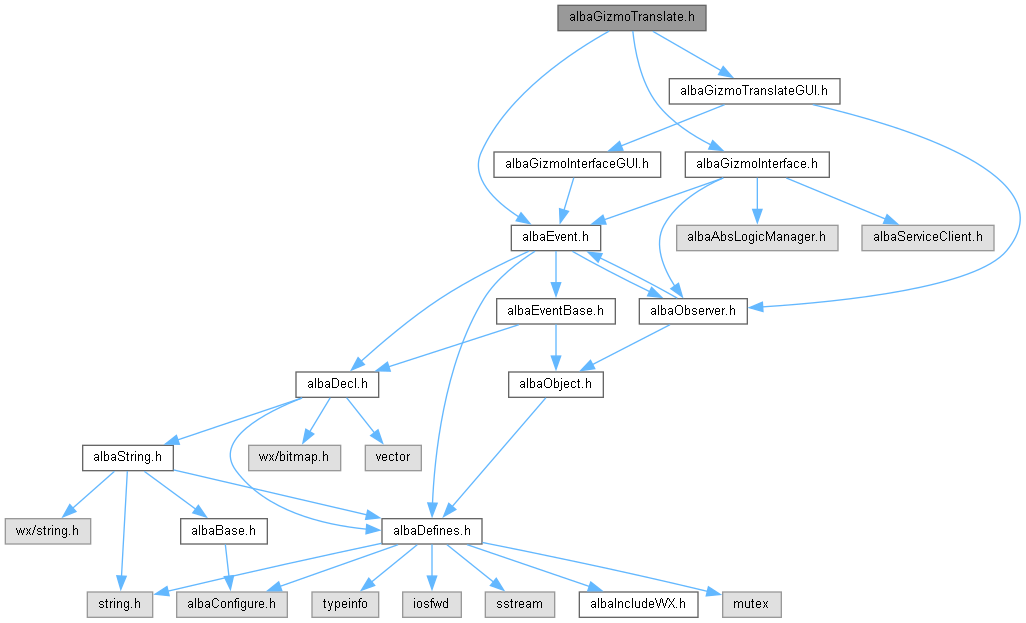 albaGizmoTranslate.h
albaGizmoTranslateGUI.h
albaGizmoInterfaceGUI.h
albaGizmoInterface.h
albaEvent.h
albaAbsLogicManager.h
albaServiceClient.h
albaEventBase.h
albaObserver.h
albaDecl.h
albaObject.h
albaString.h
wx/bitmap.h
vector
wx/string.h
albaBase.h
albaDefines.h
string.h
albaConfigure.h
typeinfo
iosfwd
sstream
albaIncludeWX.h
mutex